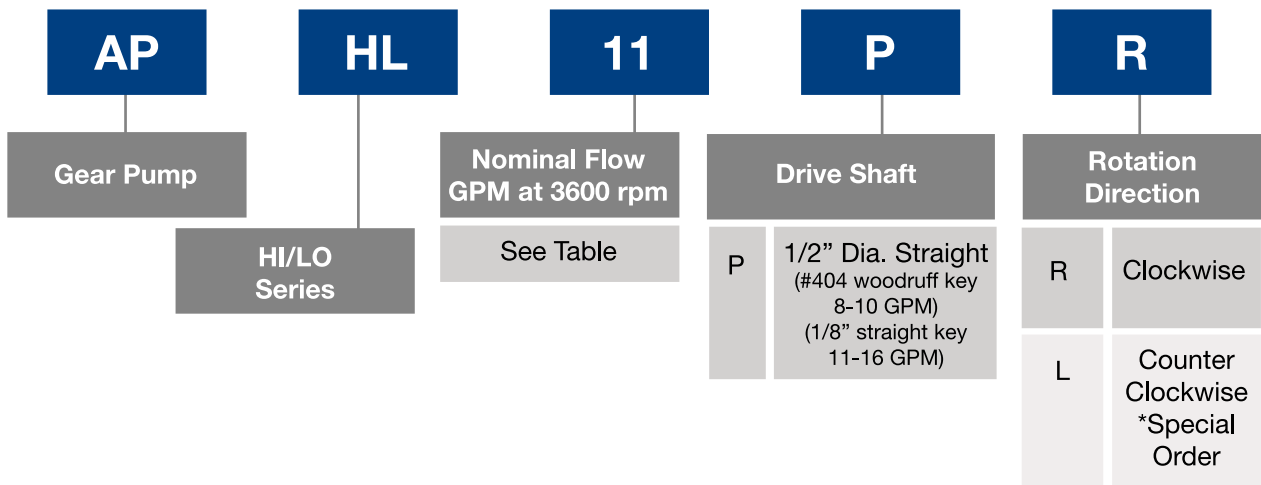 AP
HL
11
P
R
Gear Pump
HI/LO
Series
Nominal Flow
GPM at 3600 rpm
See Table
Drive Shaft
P
1/2” Dia. Straight
(#404 woodruff key
8-10 GPM)
(1/8” straight key
11-16 GPM)
Rotation
Direction
R
Clockwise
L
Counter
Clockwise
*Special
Order